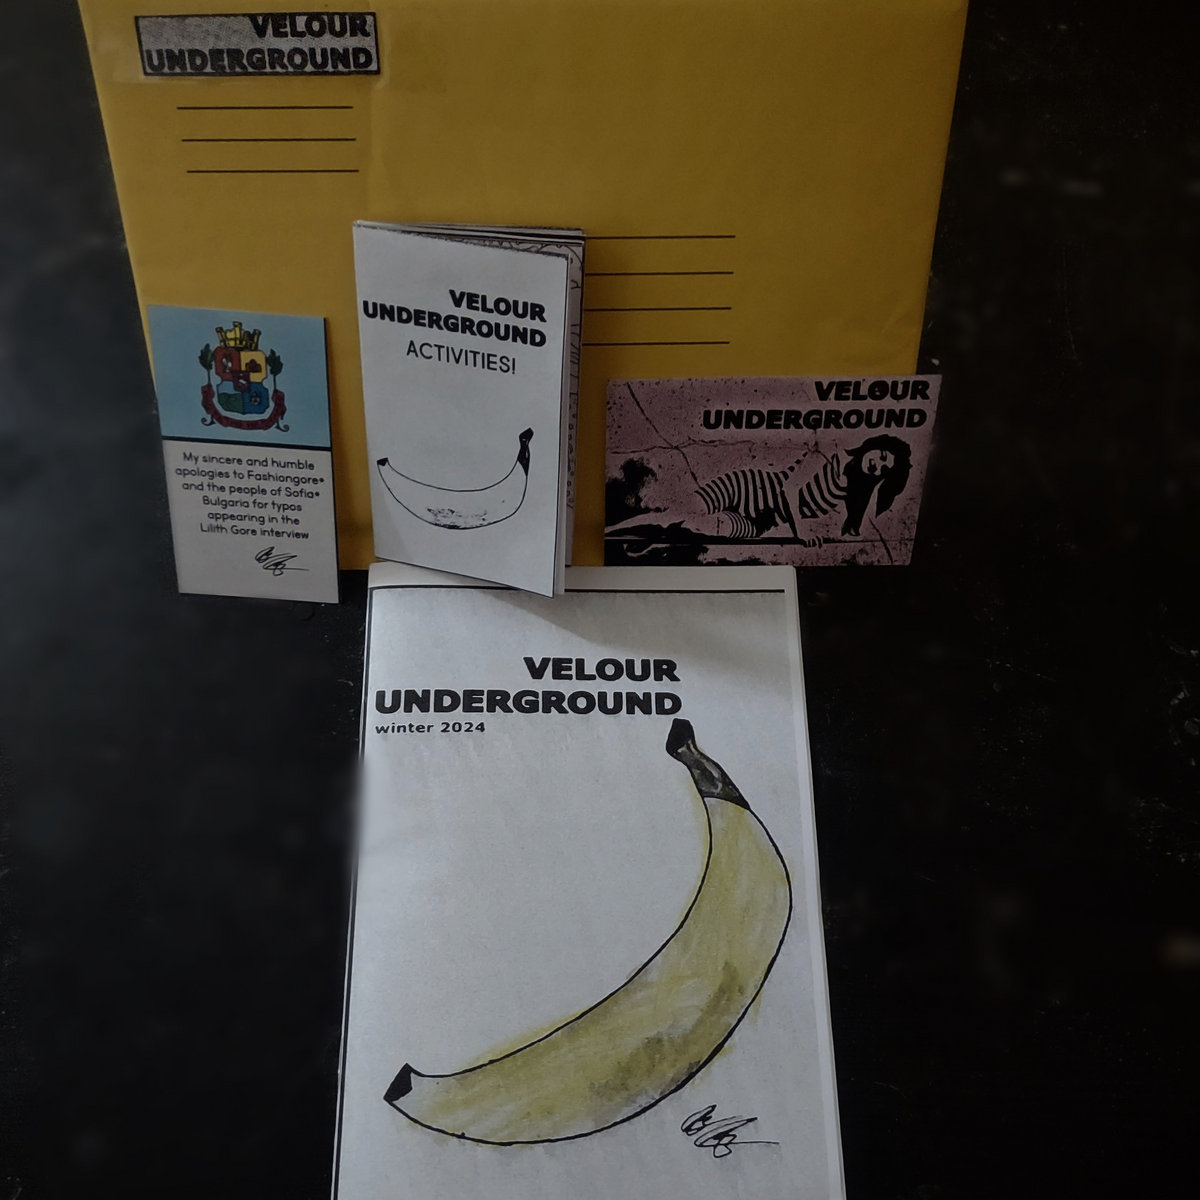 VELOUR
UNDERGROUND
VELOUR
UNDERGROUND
ACTIVITIES!
My sincere and humble
apologies to Fashiongore*
and the people of Sofia*
Bulgaria for typos
appearing in the
Lilith Gore interview
VELOUR
UNDERGROUND
VELOUR
UNDERGROUND
winter 2024